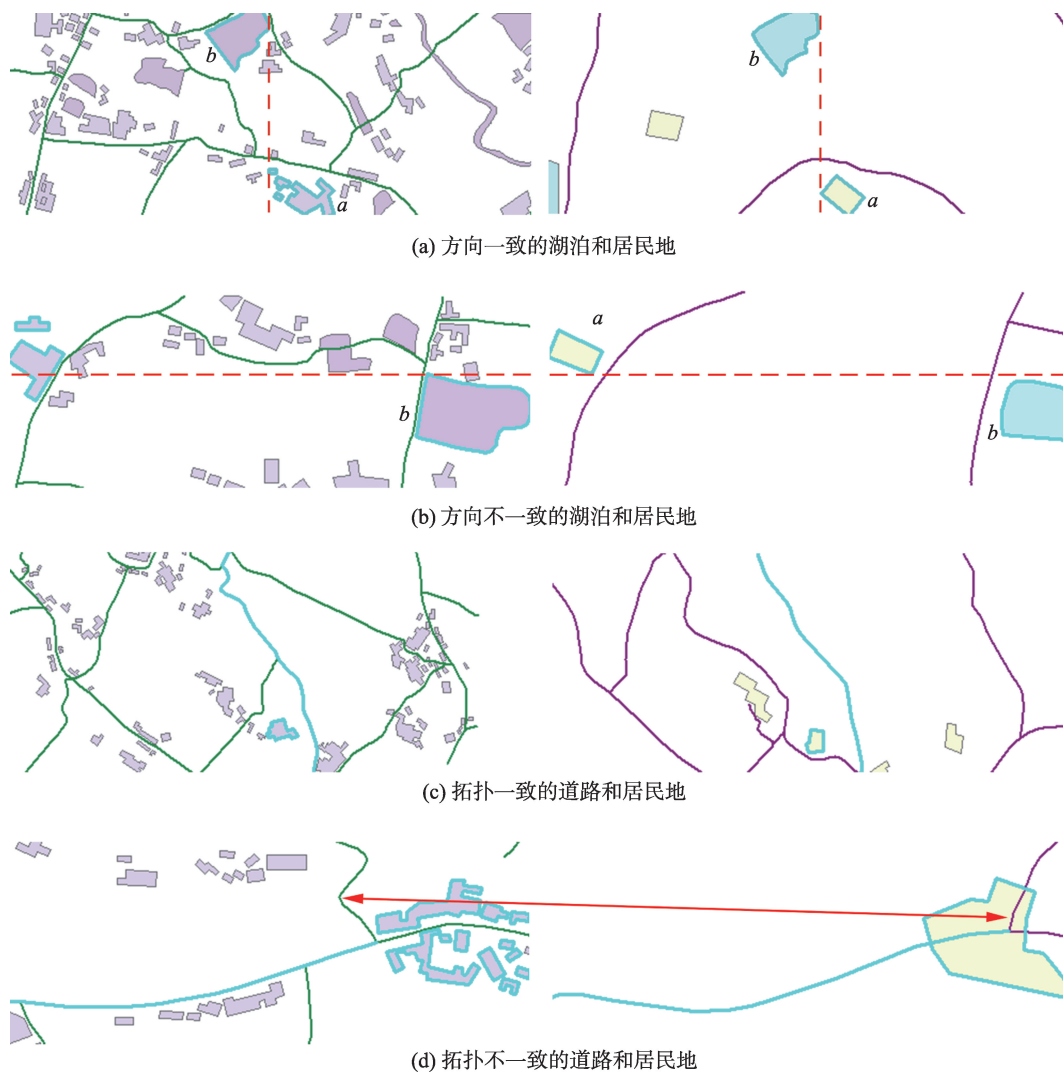 b
b
a
a
(a) 方向一致的湖泊和居民地
a
b
b
(b) 方向不一致的湖泊和居民地
(c) 拓扑一致的道路和居民地
(d) 拓扑不一致的道路和居民地